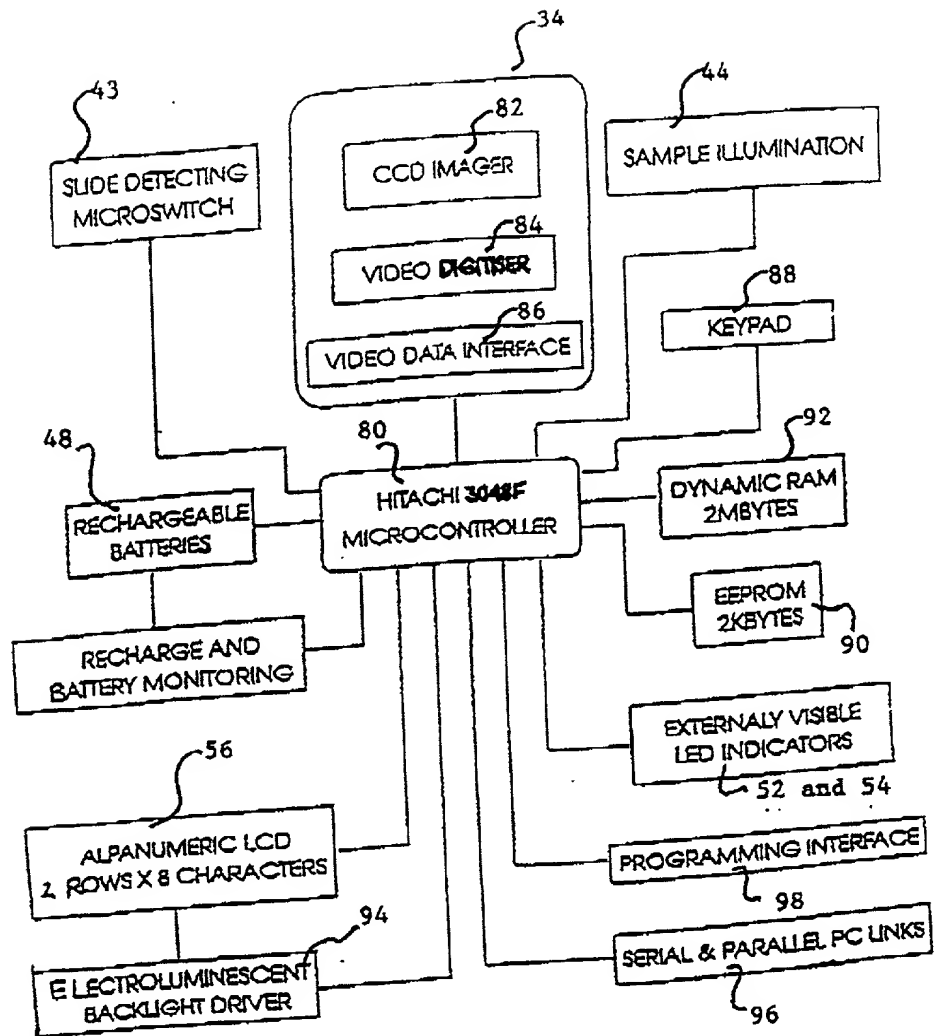 34
43
44
82
SLIDE DETECTING
MICROSWITCH
CCD IMAGER
SAMPLE ILLUMINATION
84
VIDEO DIGITISER
88
KEYPAD
86
VIDEO DATA INTERFACE
48
80
92
RECHARGEABLE
BATTERIES
HITACHI 3048F
MICROCONTROLLER
DYNAMIC RAM
2MBYTES
EEPROM
2KBYTES
90
RECHARGE AND
BATTERY MONITORING
EXTERNALY VISIBLE
LED INDICATORS
52 and 54
56
ALPANUMERIC LCD
2 ROWS X 8 CHARACTERS
PROGRAMMING INTERFACE
98
94
ELECTROLUMINESCENT
BACKLIGHT DRIVER
SERIAL & PARALLEL PC LINKS
96